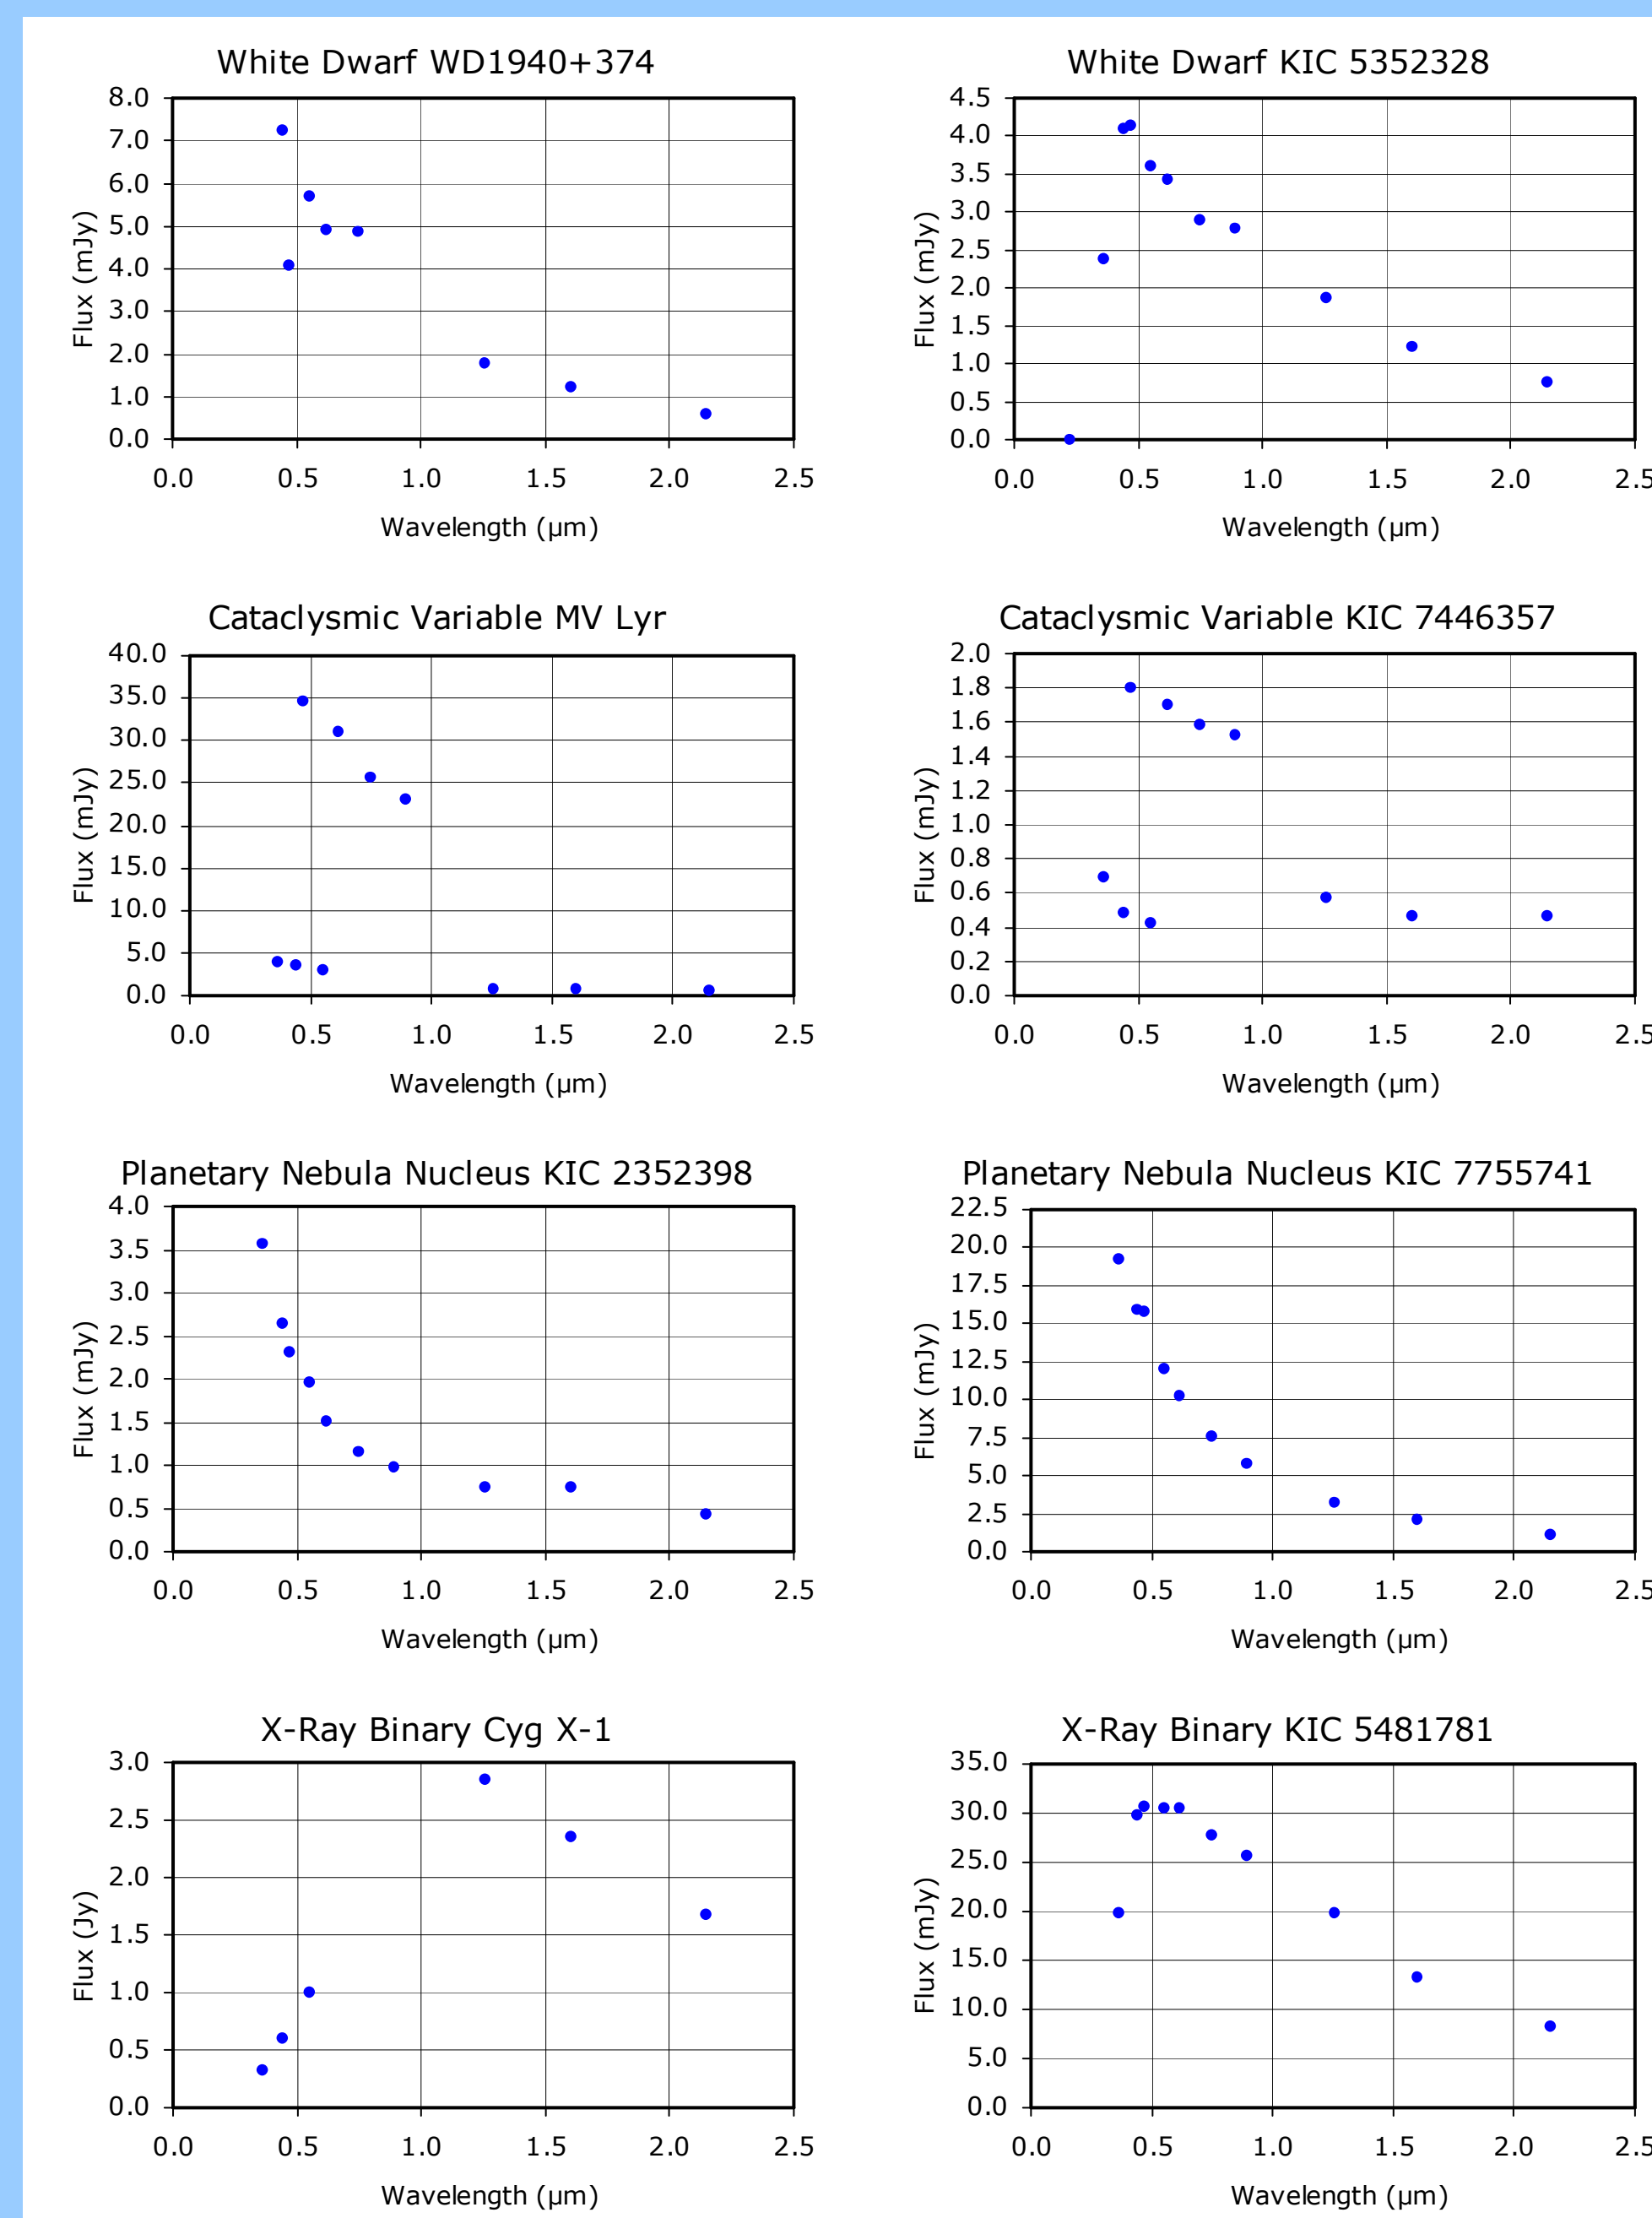 White Dwarf WD1940+374
8.0
7.0
6.0
5.0
4.0
3.0
2.0
1.0
0.0
Flux (mJy)
0.0 0.5 1.0 1.5 2.0 2.5
Wavelength (µm)
White Dwarf KIC 5352328
4.5
4.0
3.5
3.0
2.5
2.0
1.5
1.0
0.5
0.0
Flux (mJy)
0.0 0.5 1.0 1.5 2.0 2.5
Wavelength (µm)
Cataclysmic Variable MV Lyr
40.0
35.0
30.0
25.0
20.0
15.0
10.0
5.0
0.0
Flux (mJy)
0.0 0.5 1.0 1.5 2.0 2.5
Wavelength (µm)
Cataclysmic Variable KIC 7446357
2.0
1.8
1.6
1.4
1.2
1.0
0.8
0.6
0.4
0.2
0.0
Flux (mJy)
0.0 0.5 1.0 1.5 2.0 2.5
Wavelength (µm)
Planetary Nebula Nucleus KIC 2352398
4.0
3.5
3.0
2.5
2.0
1.5
1.0
0.5
0.0
Flux (mJy)
0.0 0.5 1.0 1.5 2.0 2.5
Wavelength (µm)
Planetary Nebula Nucleus KIC 7755741
22.5
20.0
17.5
15.0
12.5
10.0
7.5
5.0
2.5
0.0
Flux (mJy)
0.0 0.5 1.0 1.5 2.0 2.5
Wavelength (µm)
X-Ray Binary Cyg X-1
3.0
2.5
2.0
1.5
1.0
0.5
0.0
Flux (Jy)
0.0 0.5 1.0 1.5 2.0 2.5
Wavelength (µm)
X-Ray Binary KIC 5481781
35.0
30.0
25.0
20.0
15.0
10.0
5.0
0.0
Flux (mJy)
0.0 0.5 1.0 1.5 2.0 2.5
Wavelength (µm)